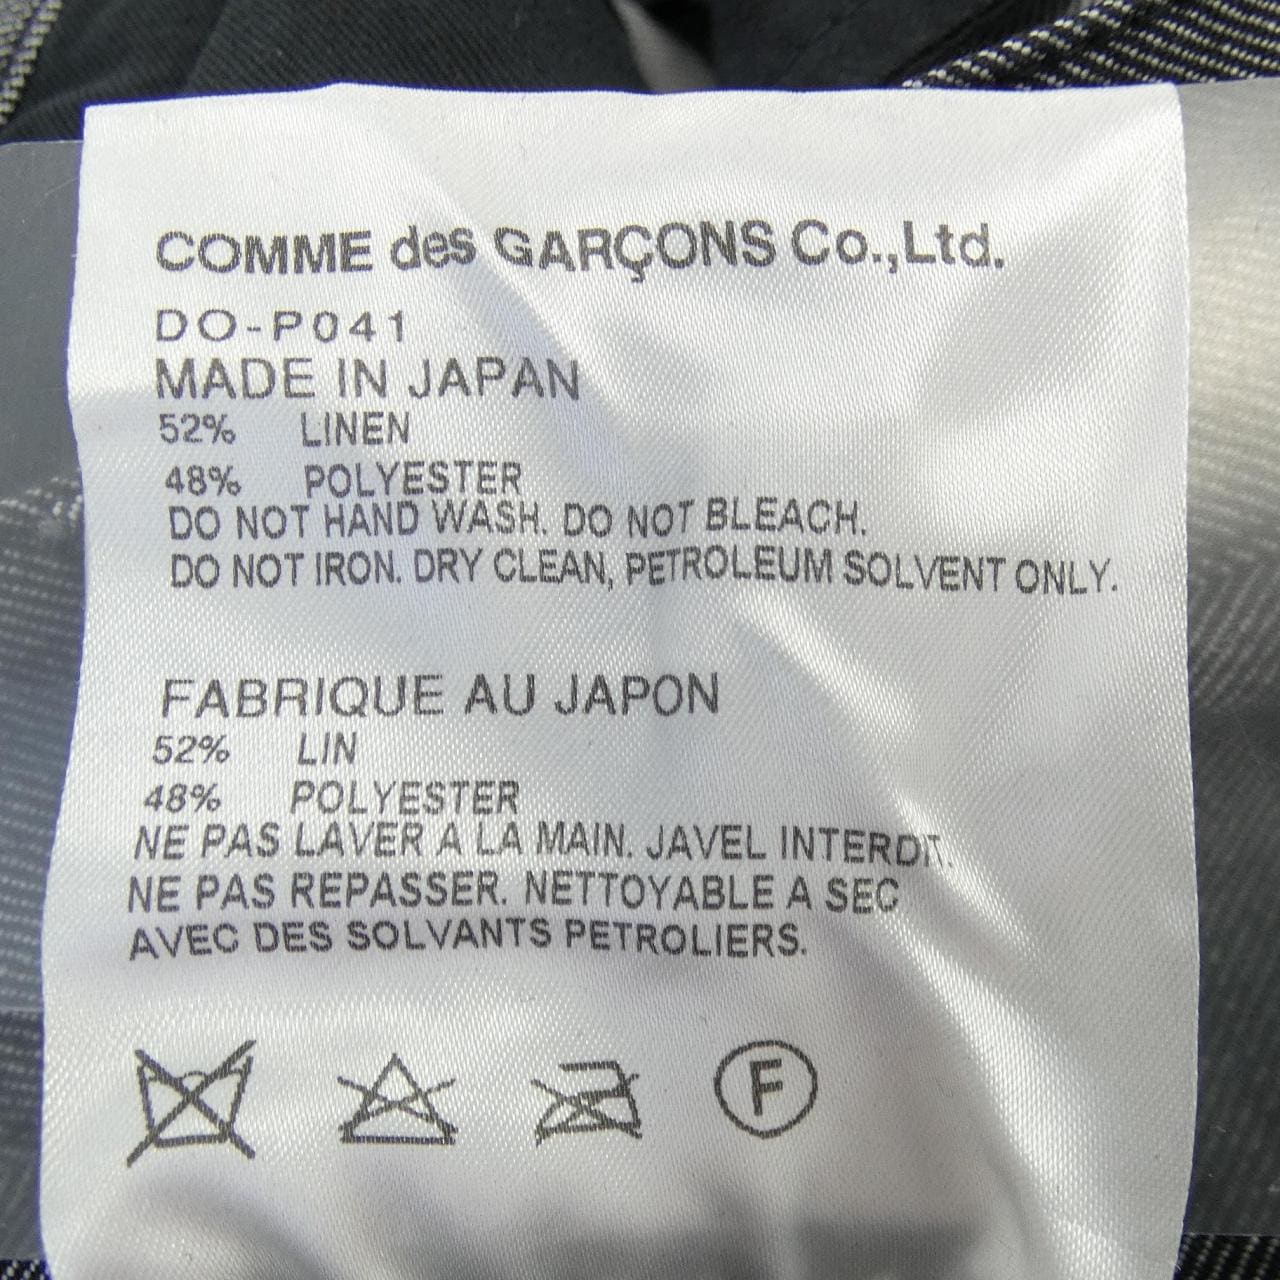 COMME des GARÇONS Co.,Ltd.
DO-P041
MADE IN JAPAN
52% LINEN
48% POLYESTER
DO NOT HAND WASH. DO NOT BLEACH.
DO NOT IRON. DRY CLEAN, PETROLEUM SOLVENT ONLY.
FABRIQUE AU JAPON
52% LIN
48% POLYESTER
NE PAS LAVER A LA MAIN. JAVEL INTERDIT.
NE PAS REPASSER. NETTOYABLE A SEC
AVEC DES SOLVANTS PETROLIERS.
F